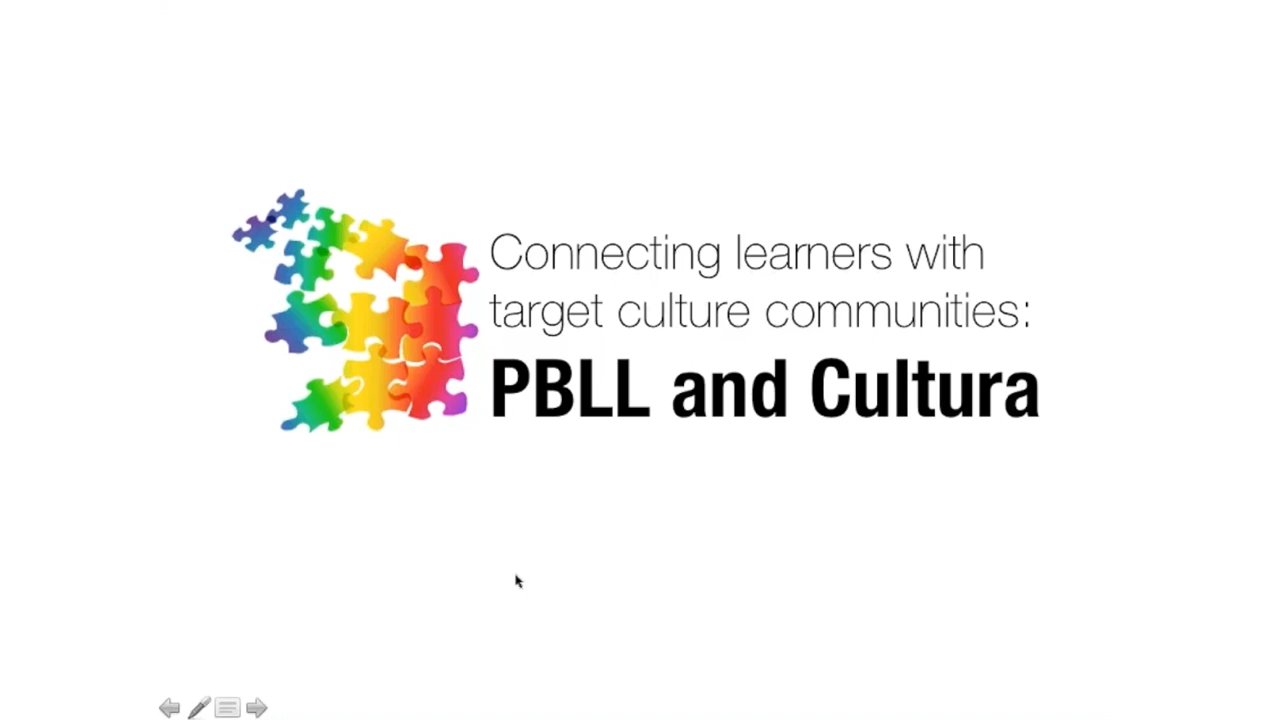 Connecting learners with
target culture communities:
PBLL and Cultura